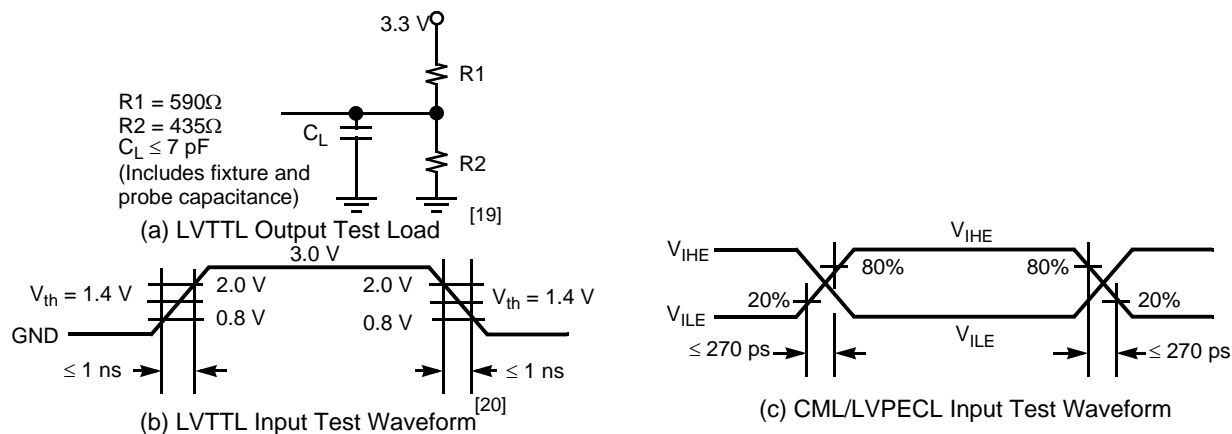 3.3 V
R1
R1 = 590Ω
R2 = 435Ω
C_L ≤ 7 pF
(Includes fixture and
probe capacitance)
C_L
R2
[19]
(a) LVTTL Output Test Load
3.0 V
V_th = 1.4 V
2.0 V
2.0 V
V_th = 1.4 V
0.8 V
0.8 V
GND
≤ 1 ns
≤ 1 ns
[20]
(b) LVTTL Input Test Waveform
V_IHE
V_IHE
80%
80%
20%
20%
V_ILE
V_ILE
≤ 270 ps
≤ 270 ps
(c) CML/LVPECL Input Test Waveform